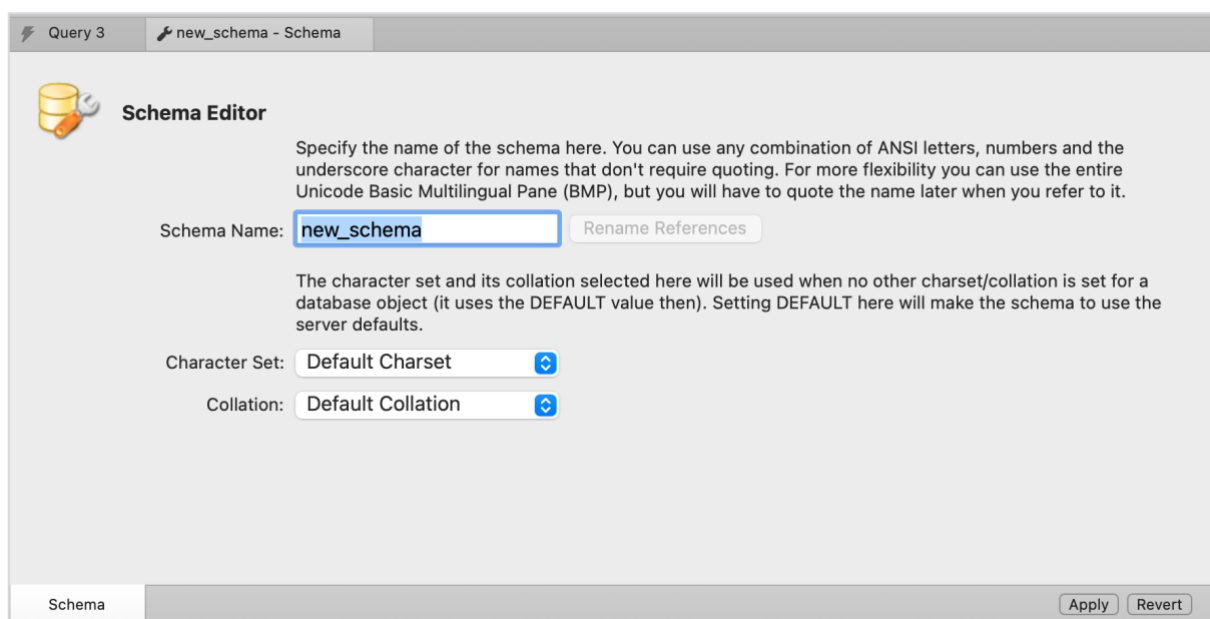 Query 3
new_schema - Schema
Schema Editor
Specify the name of the schema here. You can use any combination of ANSI letters, numbers and the
underscore character for names that don't require quoting. For more flexibility you can use the entire
Unicode Basic Multilingual Pane (BMP), but you will have to quote the name later when you refer to it.
Schema Name: new_schema Rename References
The character set and its collation selected here will be used when no other charset/collation is set for a
database object (it uses the DEFAULT value then). Setting DEFAULT here will make the schema to use the
server defaults.
Character Set: Default Charset
Collation: Default Collation
Schema
Apply
Revert